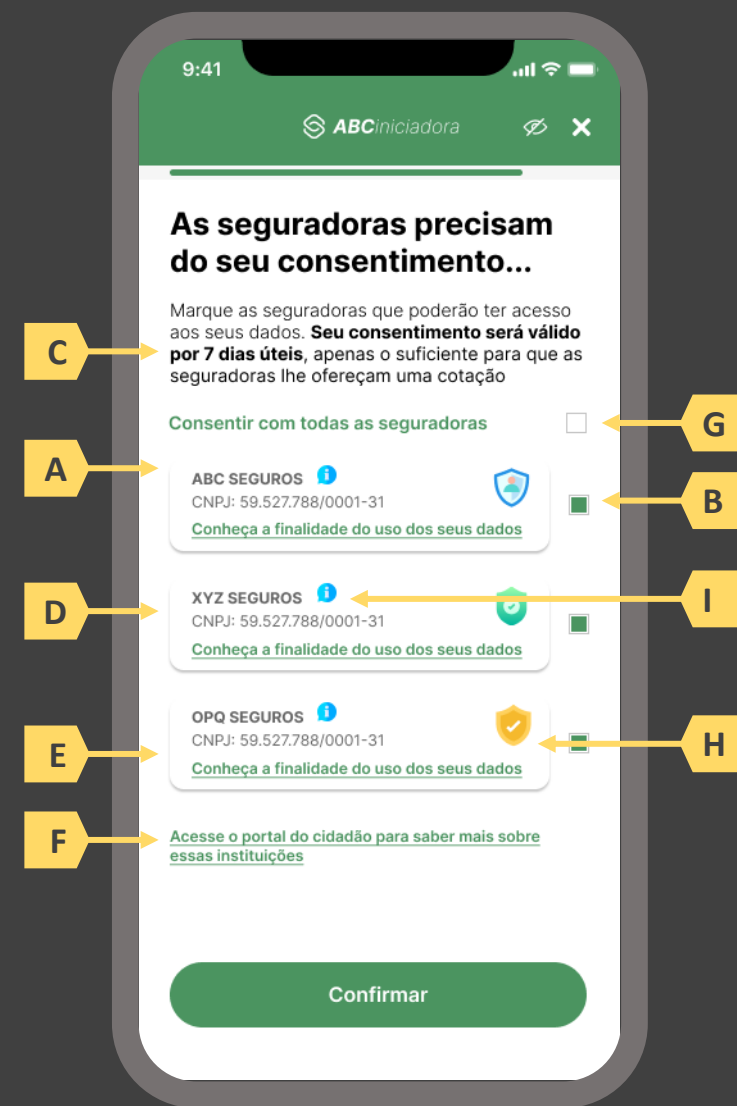 9:41
ABCiniciadora
As seguradoras precisam
do seu consentimento...
Marque as seguradoras que poderão ter acesso
aos seus dados. Seu consentimento será válido
por 7 dias úteis, apenas o suficiente para que as
seguradoras lhe ofereçam uma cotação
C
Consentir com todas as seguradoras
G
A
ABC SEGUROS
CNPJ: 59.527.788/0001-31
Conheça a finalidade do uso dos seus dados
B
D
XYZ SEGUROS
CNPJ: 59.527.788/0001-31
Conheça a finalidade do uso dos seus dados
I
E
OPQ SEGUROS
CNPJ: 59.527.788/0001-31
Conheça a finalidade do uso dos seus dados
H
F
Acesse o portal do cidadão para saber mais sobre
essas instituições
Confirmar